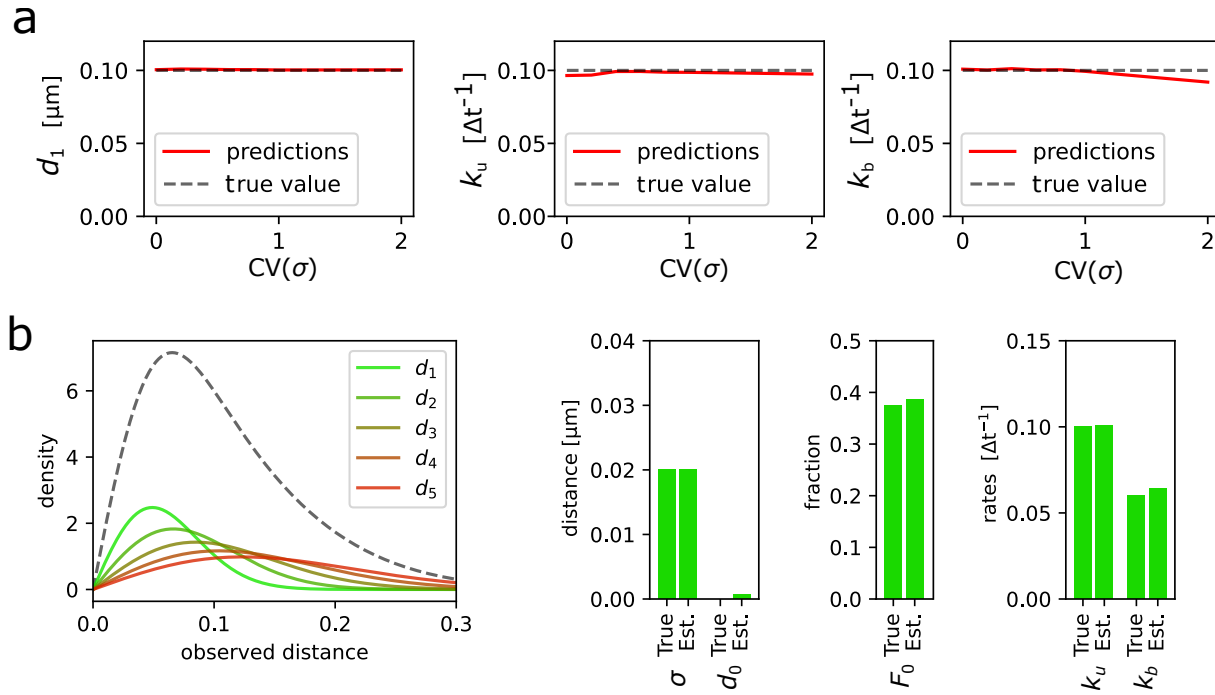 a
d₁ [μm]
0.10
0.05
0.00
predictions
true value
0
1
2
CV(σ)
kᵤ [Δt⁻¹]
0.10
0.05
0.00
predictions
true value
0
1
2
CV(σ)
k_b [Δt⁻¹]
0.10
0.05
0.00
predictions
true value
0
1
2
CV(σ)
b
density
6
4
2
0
d₁
d₂
d₃
d₄
d₅
0.0
0.1
0.2
0.3
observed distance
distance [μm]
0.04
0.03
0.02
0.01
0.00
True
Est.
True
Est.
σ
d₀
fraction
0.5
0.4
0.3
0.2
0.1
0.0
True
Est.
F₀
rates [Δt⁻¹]
0.15
0.10
0.05
0.00
True
Est.
True
Est.
kᵤ
k_b